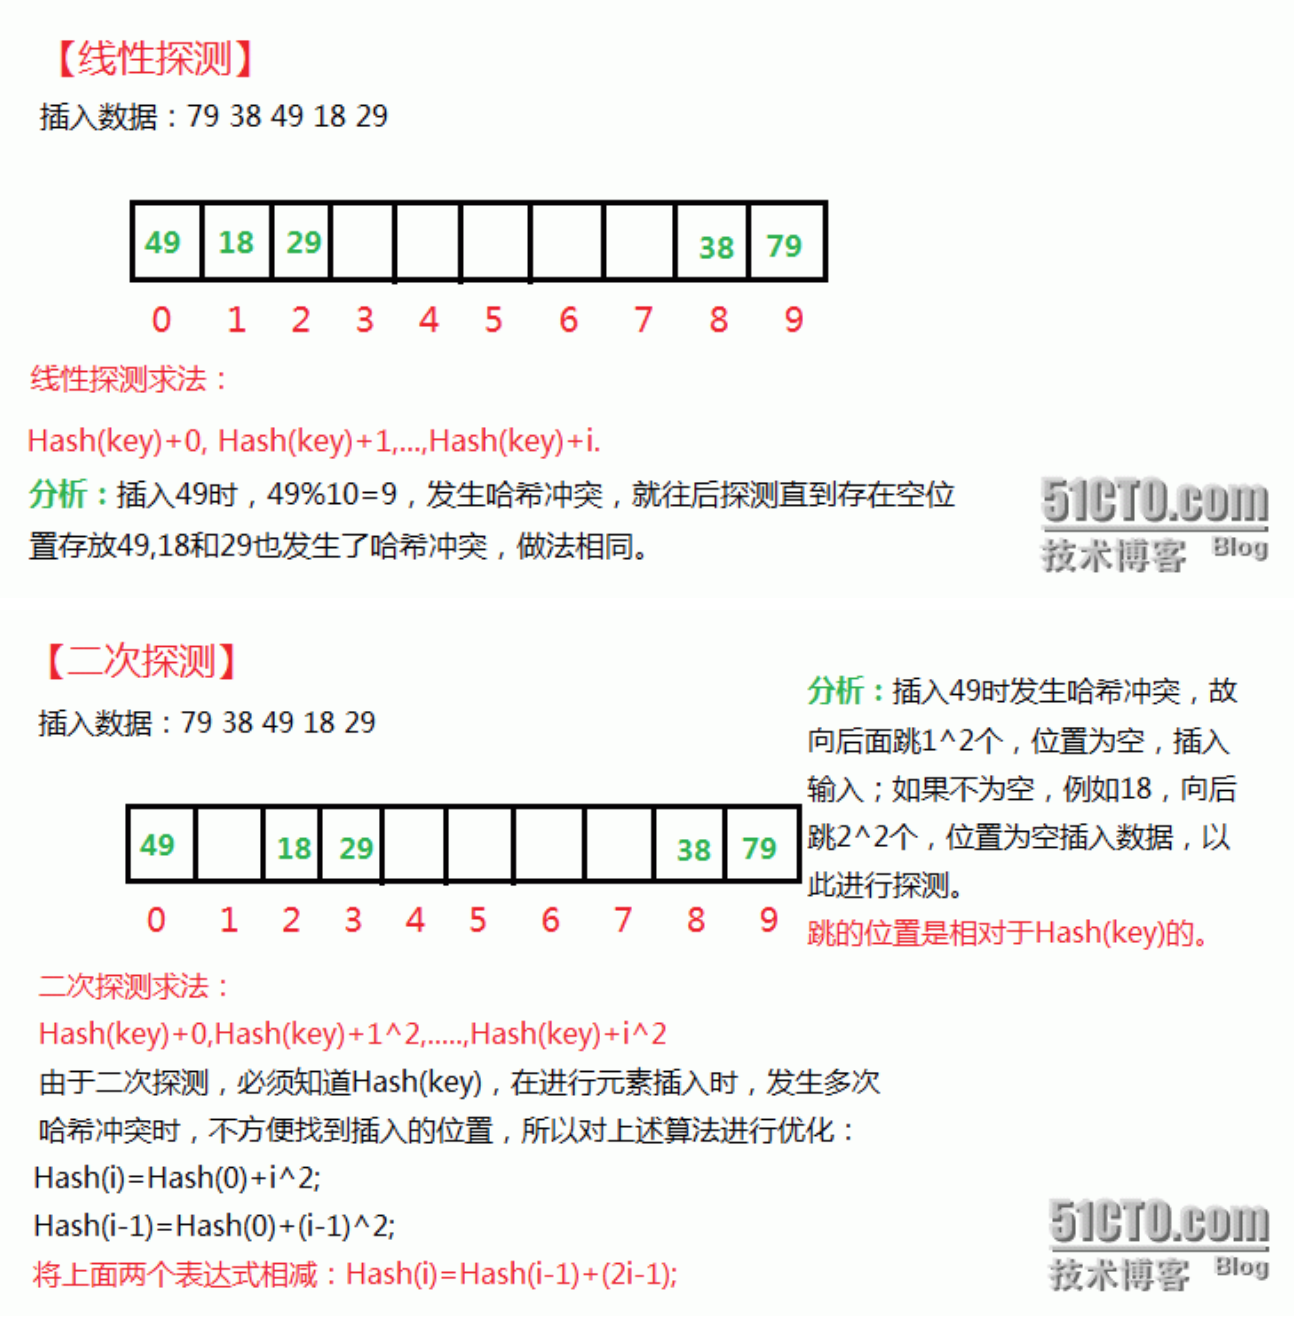 【线性探测】
插入数据：79 38 49 18 29
49 18 29 38 79
0 1 2 3 4 5 6 7 8 9
线性探测求法：
Hash(key)+0, Hash(key)+1,...,Hash(key)+i.
分析：插入49时，49%10=9，发生哈希冲突，就往后探测直到存在空位
置存放49,18和29也发生了哈希冲突，做法相同。
51CTO.com
技术博客 Blog
【二次探测】
插入数据：79 38 49 18 29
49 18 29 38 79
0 1 2 3 4 5 6 7 8 9
分析：插入49时发生哈希冲突，故
向后面跳1^2个，位置为空，插入
输入；如果不为空，例如18，向后
跳2^2个，位置为空插入数据，以
此进行探测。
跳的位置是相对于Hash(key)的。
二次探测求法：
Hash(key)+0,Hash(key)+1^2,.....,Hash(key)+i^2
由于二次探测，必须知道Hash(key)，在进行元素插入时，发生多次
哈希冲突时，不方便找到插入的位置，所以对上述算法进行优化：
Hash(i)=Hash(0)+i^2;
Hash(i-1)=Hash(0)+(i-1)^2;
将上面两个表达式相减：Hash(i)=Hash(i-1)+(2i-1);
51CTO.com
技术博客 Blog